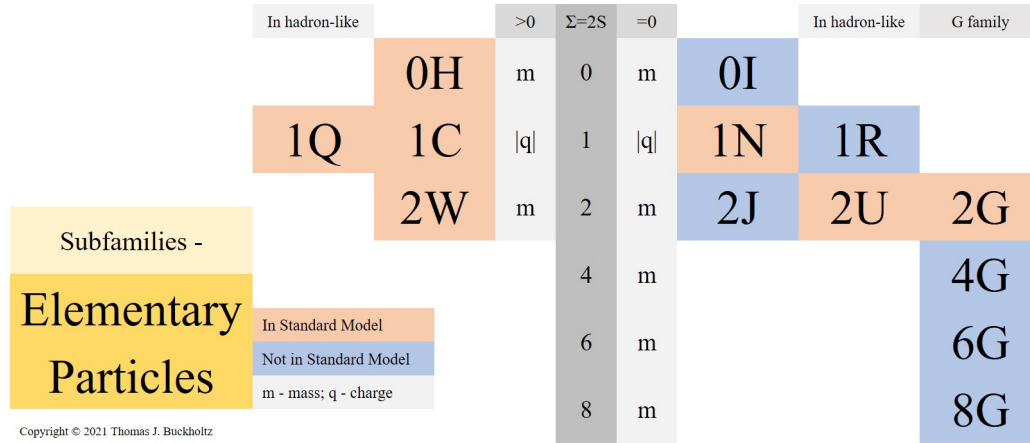 In hadron-like >0 Σ=2S =0 In hadron-like G family
0H m 0 m 0I
1Q 1C |q| 1 |q| 1N 1R
2W m 2 m 2J 2U 2G
Subfamilies -
4 m 4G
Elementary
Particles
In Standard Model
6 m 6G
Not in Standard Model
m - mass; q - charge
8 m 8G
Copyright © 2021 Thomas J. Buckholtz